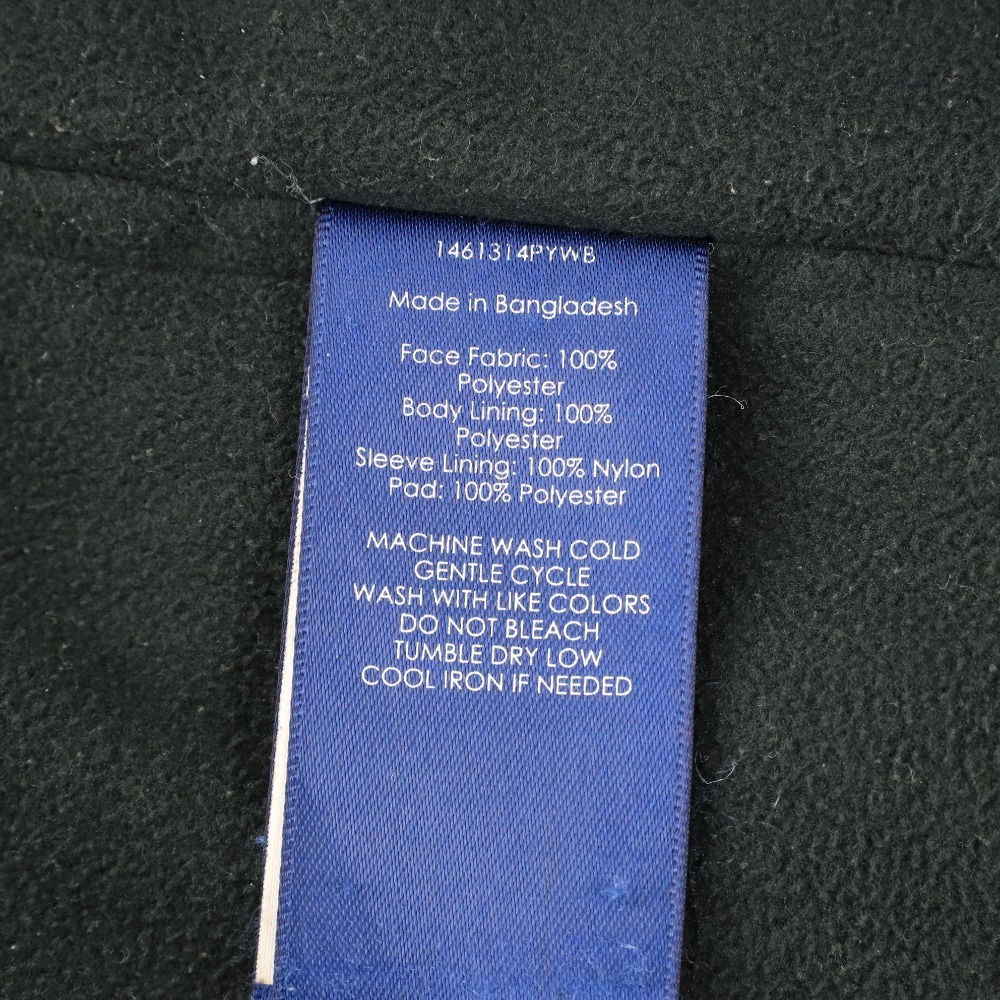 1461314PYWB
Made in Bangladesh
Face Fabric: 100%
Polyester
Body Lining: 100%
Polyester
Sleeve Lining: 100% Nylon
Pad: 100% Polyester
MACHINE WASH COLD
GENTLE CYCLE
WASH WITH LIKE COLORS
DO NOT BLEACH
TUMBLE DRY LOW
COOL IRON IF NEEDED